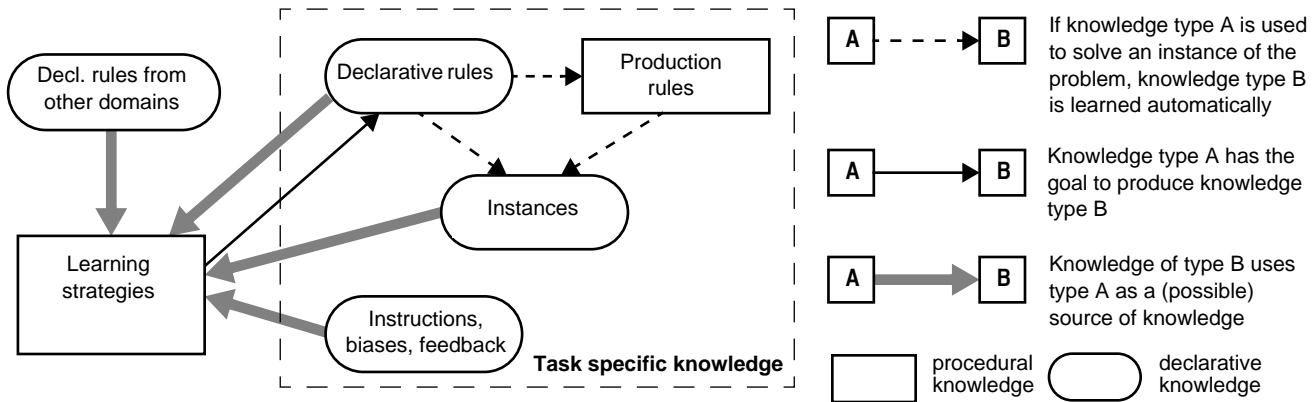 Decl. rules from
other domains
Declarative rules
Production
rules
Instances
Learning
strategies
Instructions,
biases, feedback
Task specific knowledge
A
B
If knowledge type A is used
to solve an instance of the
problem, knowledge type B
is learned automatically
A
B
Knowledge type A has the
goal to produce knowledge
type B
A
B
Knowledge of type B uses
type A as a (possible)
source of knowledge
procedural
knowledge
declarative
knowledge